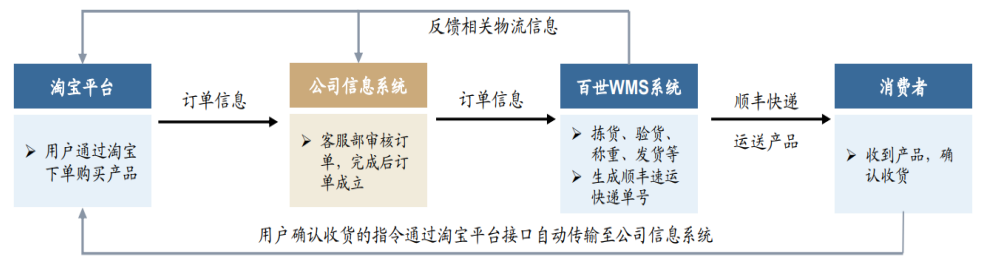 反馈相关物流信息
淘宝平台
公司信息系统
百世WMS系统
消费者
订单信息
订单信息
顺丰快递
运送产品
➢ 用户通过淘宝
下单购买产品
➢ 客服部审核订
单，完成后订
单成立
➢ 拣货、验货、
称重、发货等
➢ 生成顺丰速运
快递单号
➢ 收到产品，确
认收货
用户确认收货的指令通过淘宝平台接口自动传输至公司信息系统